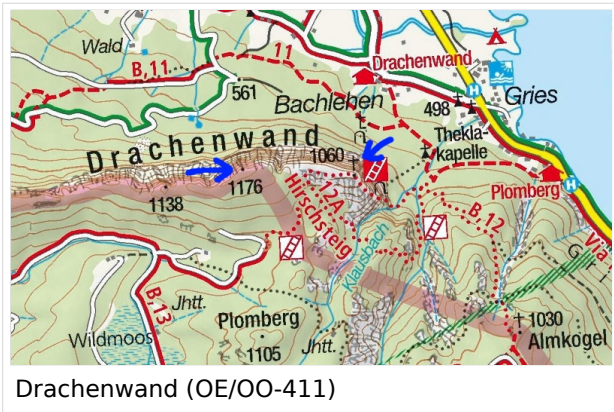 Wald
B,11
11
Drachenwand
561
Bachlehen
498
Gries
H
Thekla-
kapelle
Drachenwand
1060
1176
1138
12A
Hirschsteig
Klausbach
Plomberg
H
B,12
Via
B,13
Jhtt.
Wildmoos
Plomberg
1105
Jhtt.
1030
Almkogel
Drachenwand (OE/OO-411)